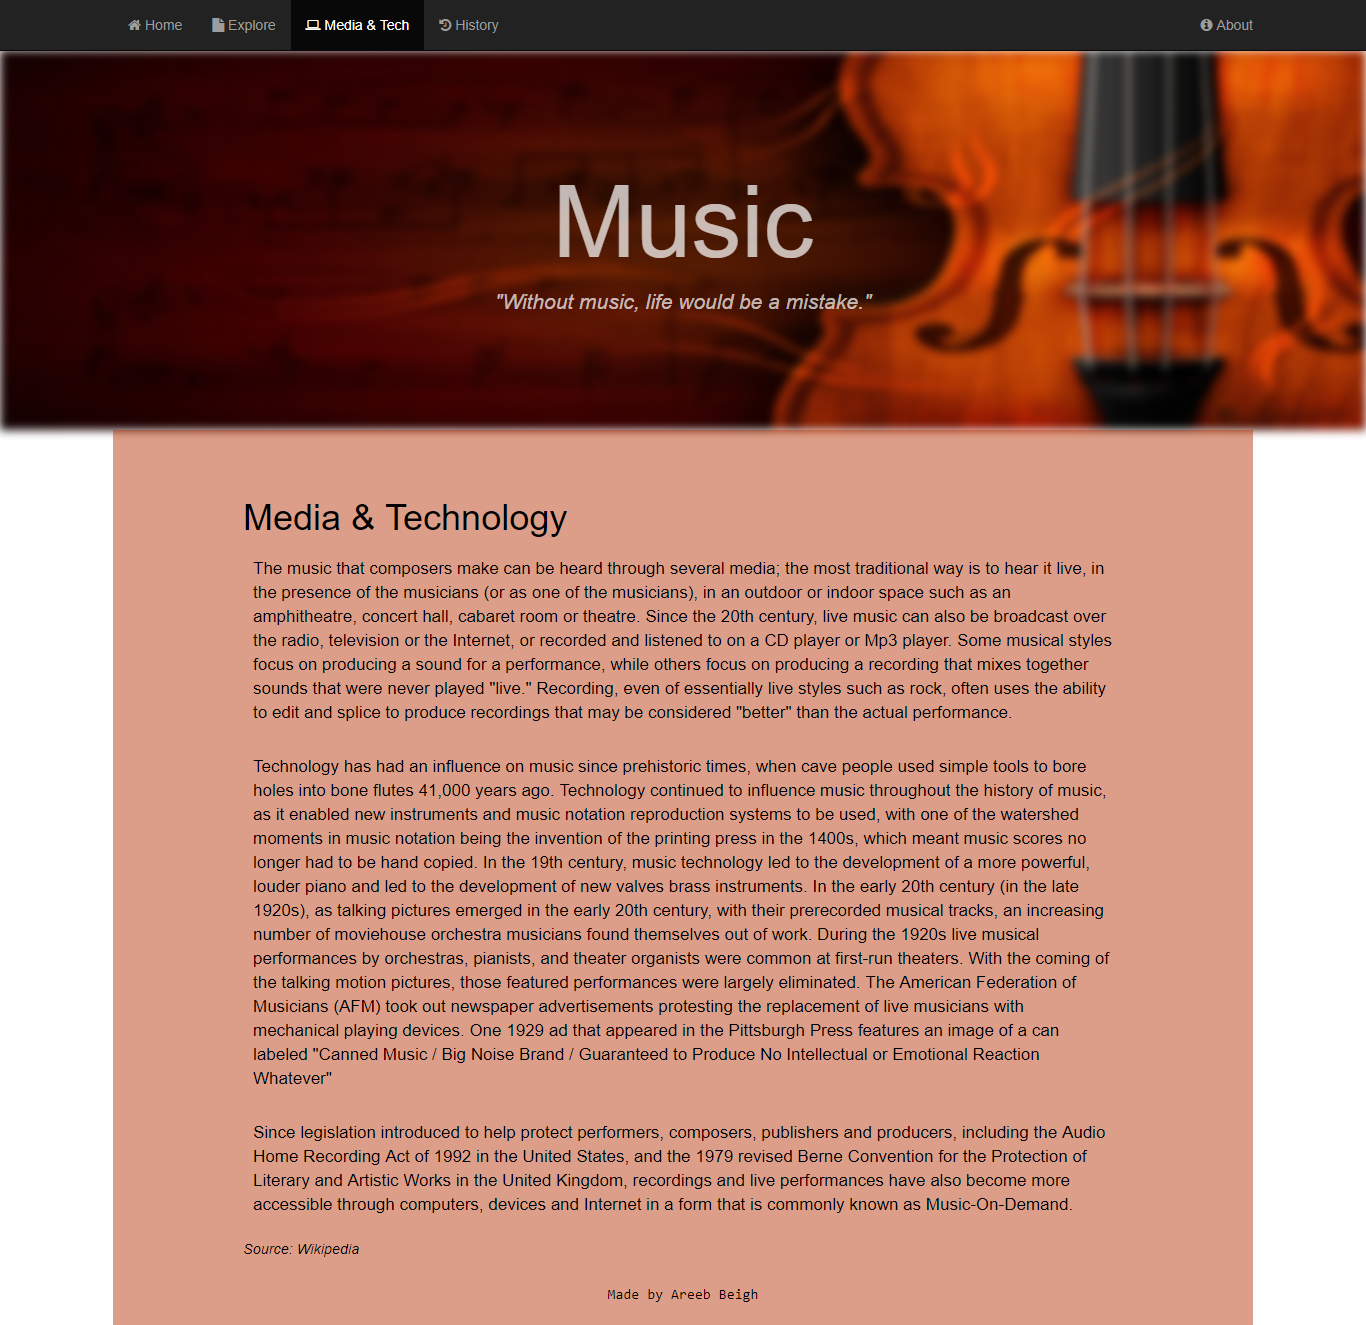 Home Explore Media & Tech History About
Music
"Without music, life would be a mistake."
Media & Technology
The music that composers make can be heard through several media; the most traditional way is to hear it live, in
the presence of the musicians (or as one of the musicians), in an outdoor or indoor space such as an
amphitheatre, concert hall, cabaret room or theatre. Since the 20th century, live music can also be broadcast over
the radio, television or the Internet, or recorded and listened to on a CD player or Mp3 player. Some musical styles
focus on producing a sound for a performance, while others focus on producing a recording that mixes together
sounds that were never played "live." Recording, even of essentially live styles such as rock, often uses the ability
to edit and splice to produce recordings that may be considered "better" than the actual performance.
Technology has had an influence on music since prehistoric times, when cave people used simple tools to bore
holes into bone flutes 41,000 years ago. Technology continued to influence music throughout the history of music,
as it enabled new instruments and music notation reproduction systems to be used, with one of the watershed
moments in music notation being the invention of the printing press in the 1400s, which meant music scores no
longer had to be hand copied. In the 19th century, music technology led to the development of a more powerful,
louder piano and led to the development of new valves brass instruments. In the early 20th century (in the late
1920s), as talking pictures emerged in the early 20th century, with their prerecorded musical tracks, an increasing
number of moviehouse orchestra musicians found themselves out of work. During the 1920s live musical
performances by orchestras, pianists, and theater organists were common at first-run theaters. With the coming of
the talking motion pictures, those featured performances were largely eliminated. The American Federation of
Musicians (AFM) took out newspaper advertisements protesting the replacement of live musicians with
mechanical playing devices. One 1929 ad that appeared in the Pittsburgh Press features an image of a can
labeled "Canned Music / Big Noise Brand / Guaranteed to Produce No Intellectual or Emotional Reaction
Whatever"
Since legislation introduced to help protect performers, composers, publishers and producers, including the Audio
Home Recording Act of 1992 in the United States, and the 1979 revised Berne Convention for the Protection of
Literary and Artistic Works in the United Kingdom, recordings and live performances have also become more
accessible through computers, devices and Internet in a form that is commonly known as Music-On-Demand.
Source: Wikipedia
Made by Areeb Beigh